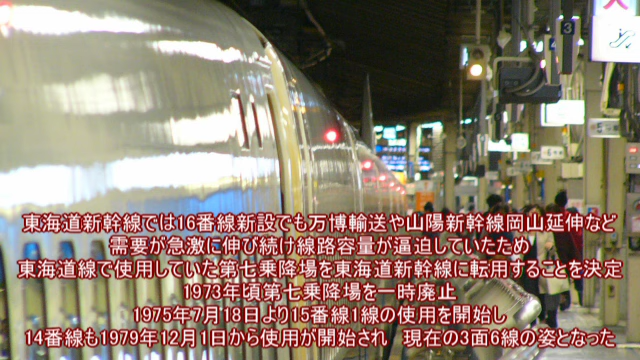 3
東海道新幹線では16番線新設でも万博輸送や山陽新幹線岡山延伸など
需要が急激に伸び続け線路容量が逼迫していたため
東海道線で使用していた第七乗降場を東海道新幹線に転用することを決定
1973年頃第七乗降場を一時廃止
1975年7月18日より15番線1線の使用を開始し
14番線も1979年12月1日から使用が開始され　現在の3面6線の姿となった